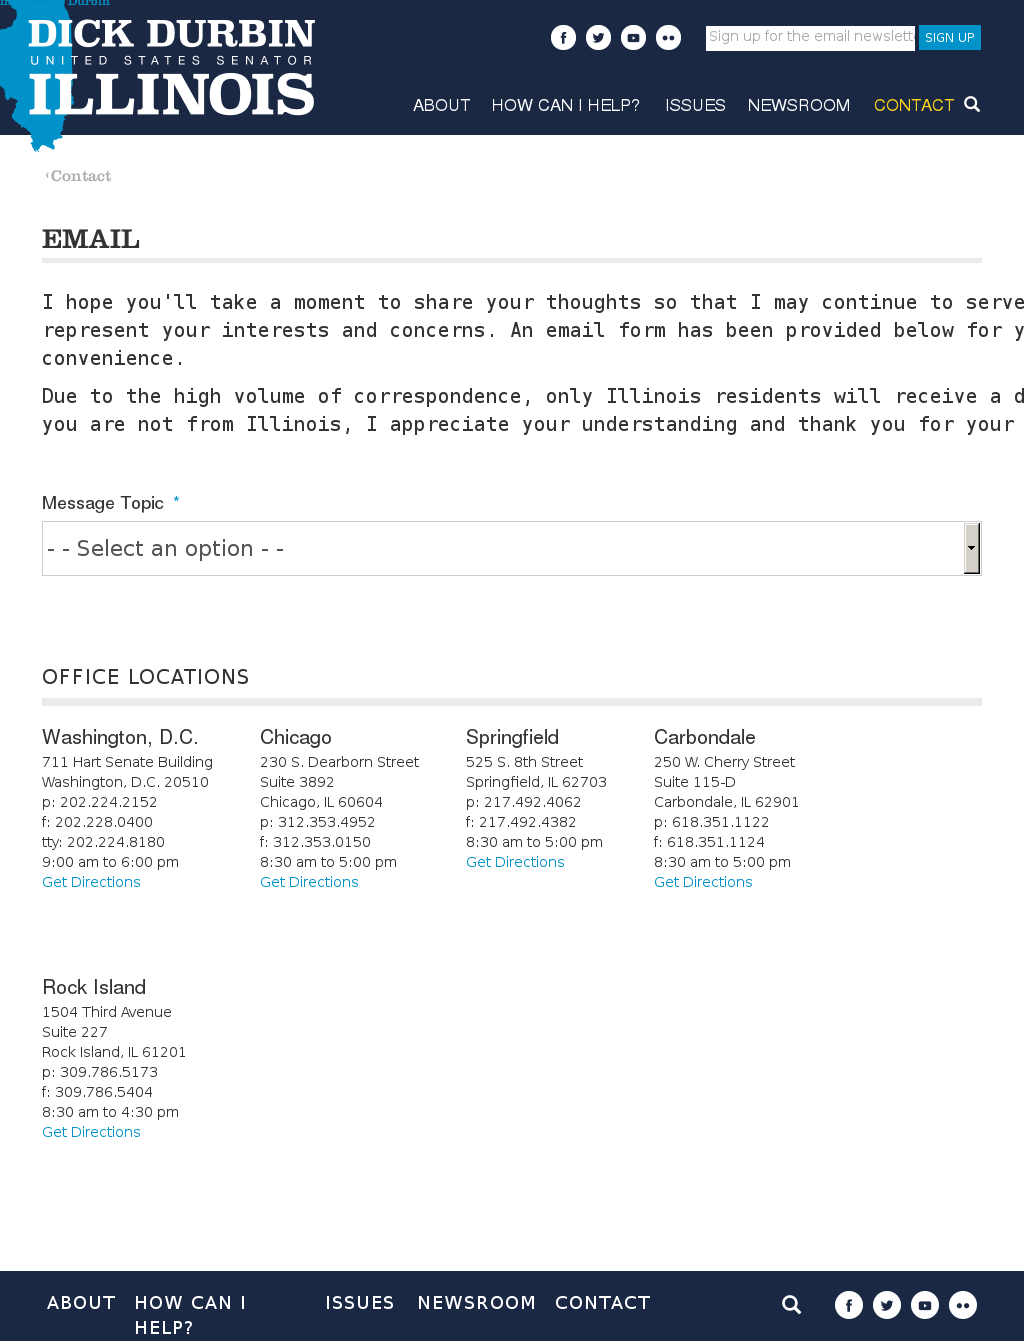 Durbin
DICK DURBIN
UNITED STATES SENATOR
ILLINOIS
Sign up for the email newslett
SIGN UP
ABOUT HOW CAN I HELP? ISSUES NEWSROOM CONTACT
‹Contact
EMAIL
I hope you'll take a moment to share your thoughts so that I may continue to serve
represent your interests and concerns. An email form has been provided below for y
convenience.
Due to the high volume of correspondence, only Illinois residents will receive a d
you are not from Illinois, I appreciate your understanding and thank you for your
Message Topic *
- - Select an option - -
OFFICE LOCATIONS
Washington, D.C.
711 Hart Senate Building
Washington, D.C. 20510
p: 202.224.2152
f: 202.228.0400
tty: 202.224.8180
9:00 am to 6:00 pm
Get Directions
Chicago
230 S. Dearborn Street
Suite 3892
Chicago, IL 60604
p: 312.353.4952
f: 312.353.0150
8:30 am to 5:00 pm
Get Directions
Springfield
525 S. 8th Street
Springfield, IL 62703
p: 217.492.4062
f: 217.492.4382
8:30 am to 5:00 pm
Get Directions
Carbondale
250 W. Cherry Street
Suite 115-D
Carbondale, IL 62901
p: 618.351.1122
f: 618.351.1124
8:30 am to 5:00 pm
Get Directions
Rock Island
1504 Third Avenue
Suite 227
Rock Island, IL 61201
p: 309.786.5173
f: 309.786.5404
8:30 am to 4:30 pm
Get Directions
ABOUT HOW CAN I HELP? ISSUES NEWSROOM CONTACT